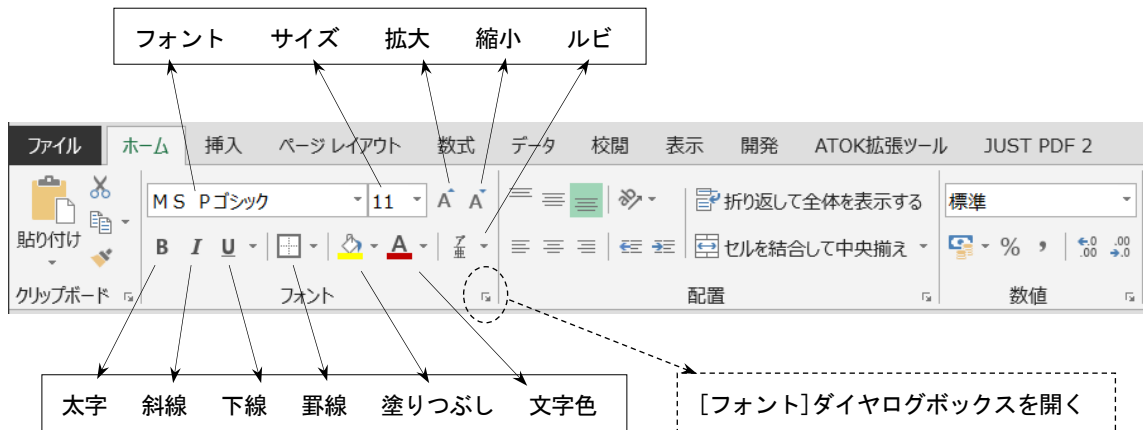 フォント サイズ 拡大 縮小 ルビ
ファイル ホーム 挿入 ページ レイアウト 数式 データ 校閲 表示 開発 ATOK拡張ツール JUST PDF 2
ＭＳ Ｐゴシック 11 A A 折り返して全体を表示する 標準
貼り付け B I U A ア亜 セルを結合して中央揃え % , .0 .00 .00 .0
クリップボード フォント 配置 数値
太字 斜線 下線 罫線 塗りつぶし 文字色 [フォント]ダイヤログボックスを開く